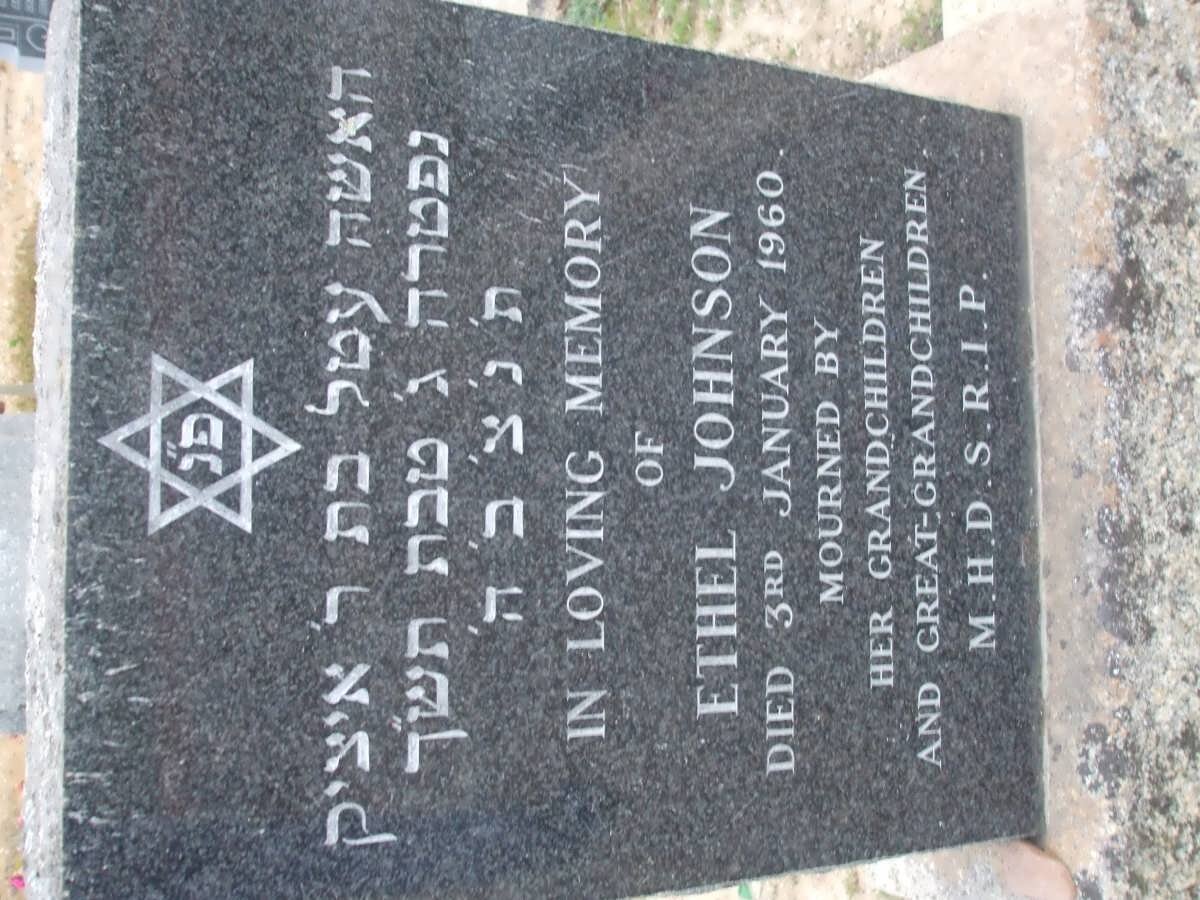 פ"נ
האשה עטל בת ר' איציק
נפטרה ג' טבת תש"ך
ת' נ' צ' ב' ה'
IN LOVING MEMORY
OF
ETHEL JOHNSON
DIED 3RD JANUARY 1960.
MOURNED BY
HER GRANDCHILDREN
AND GREAT-GRANDCHILDREN.
M.H.D.S.R.I.P.